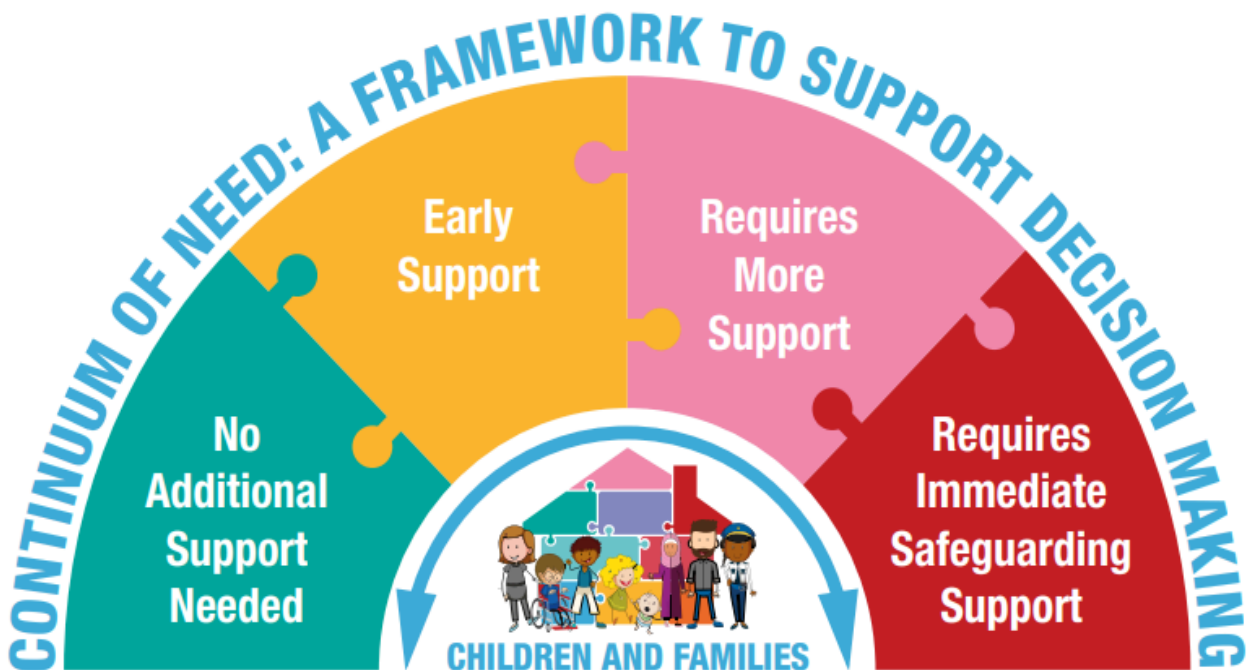 CONTINUUM OF NEED: A FRAMEWORK TO SUPPORT DECISION MAKING
No
Additional
Support
Needed
Early
Support
Requires
More
Support
Requires
Immediate
Safeguarding
Support
CHILDREN AND FAMILIES